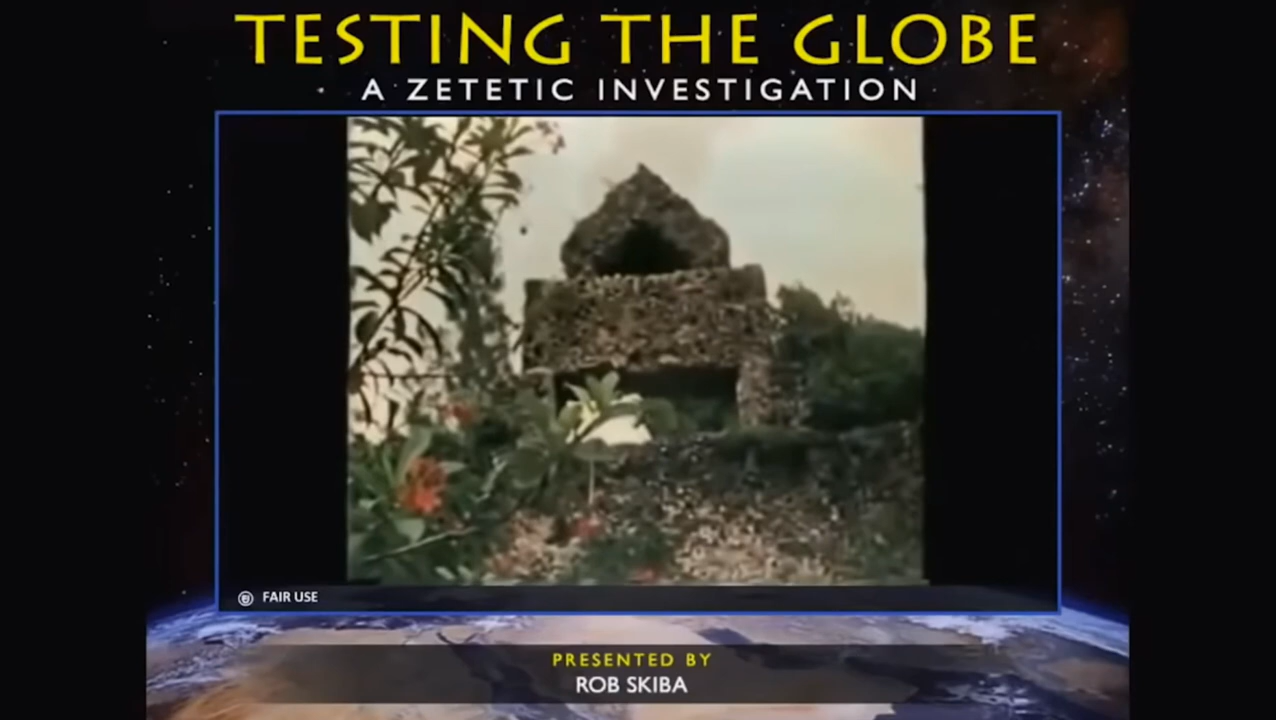 TESTING THE GLOBE
A ZETETIC INVESTIGATION
FAIR USE
PRESENTED BY
ROB SKIBA